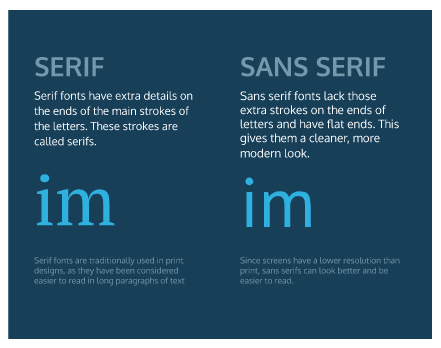 SERIF
Serif fonts have extra details on
the ends of the main strokes of
the letters. These strokes are
called serifs.
im
Serif fonts are traditionally used in print
designs, as they have been considered
easier to read in long paragraphs of text
SANS SERIF
Sans serif fonts lack those
extra strokes on the ends of
letters and have flat ends. This
gives them a cleaner, more
modern look.
im
Since screens have a lower resolution than
print, sans serifs can look better and be
easier to read.